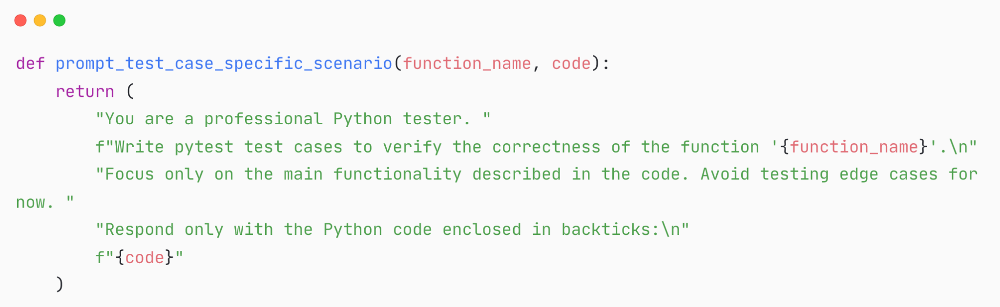 def prompt_test_case_specific_scenario(function_name, code):
    return (
        "You are a professional Python tester. "
        f"Write pytest test cases to verify the correctness of the function '{function_name}'.\n"
        "Focus only on the main functionality described in the code. Avoid testing edge cases for
now. "
        "Respond only with the Python code enclosed in backticks:\n"
        f"{code}"
    )